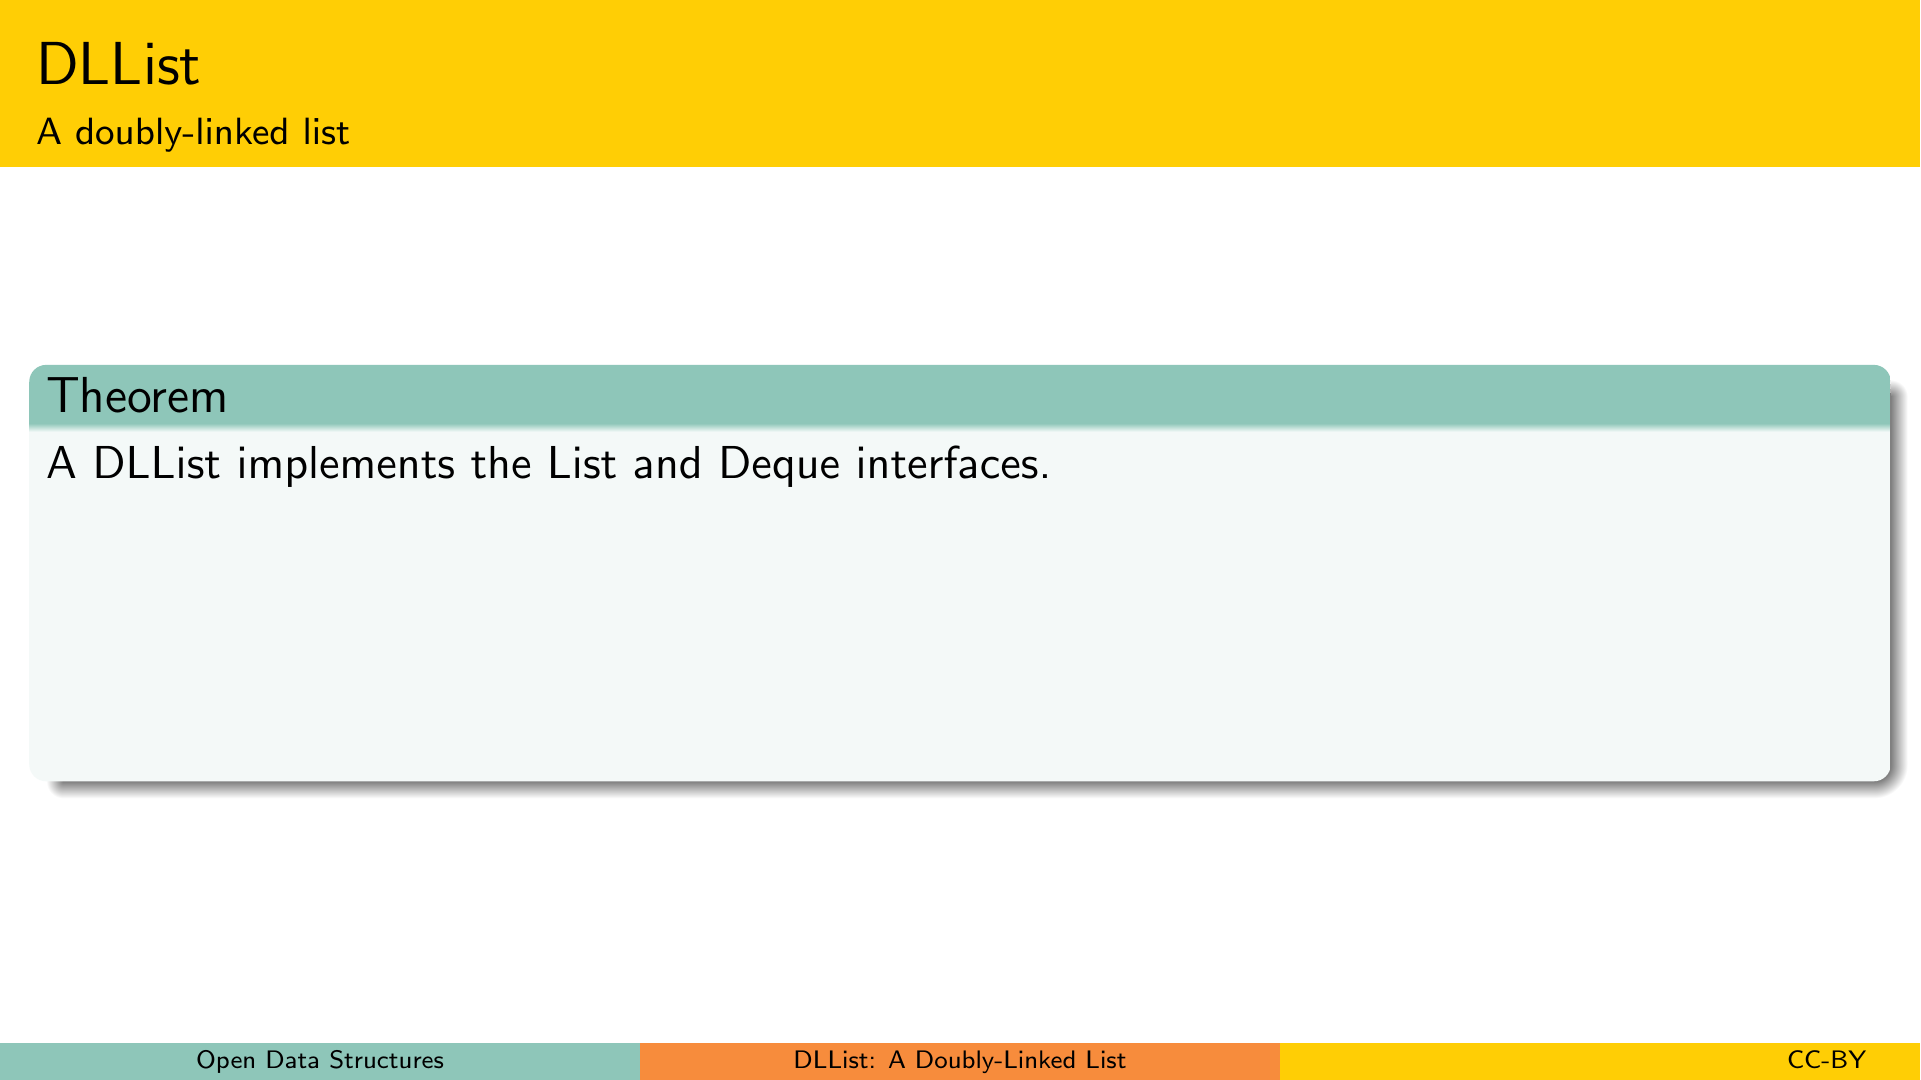 DLList
A doubly-linked list
Theorem
A DLList implements the List and Deque interfaces.
Open Data Structures
DLList: A Doubly-Linked List
CC-BY